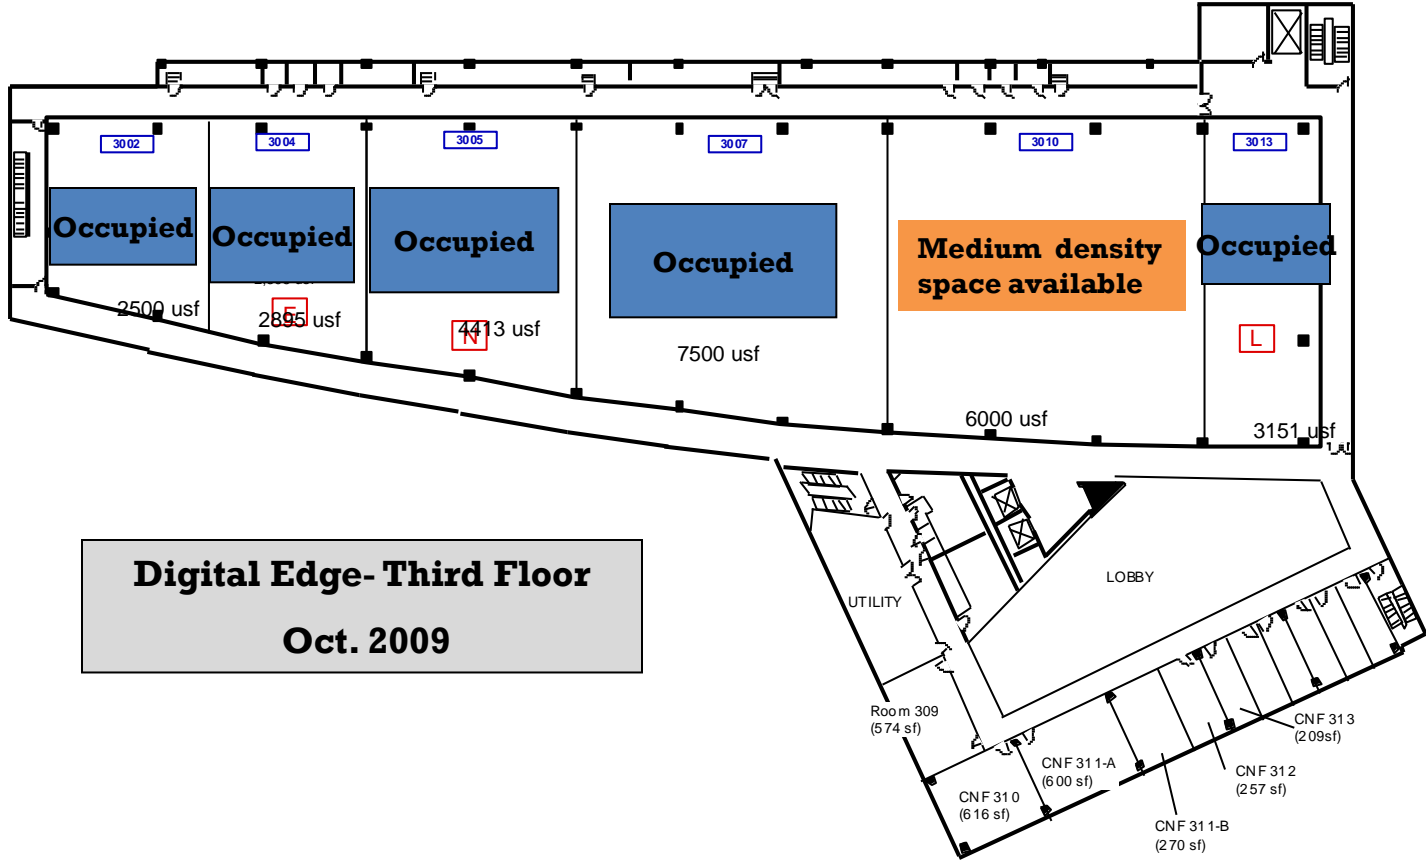 3002
3004
3005
3007
3010
3013
Occupied
Occupied
Occupied
Occupied
Medium density
space available
Occupied
2500 usf
E
2895 usf
N
4413 usf
7500 usf
L
6000 usf
3151 usf
Digital Edge- Third Floor
Oct. 2009
UTILITY
LOBBY
Room 309
(574 sf)
CNF 310
(616 sf)
CNF 311-A
(600 sf)
CNF 311-B
(270 sf)
CNF 312
(257 sf)
CNF 313
(209sf)